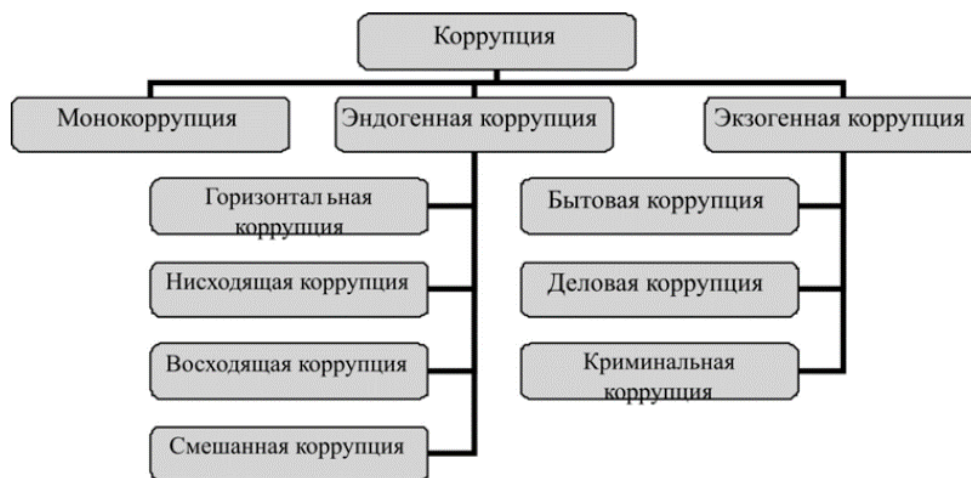 Коррупция
Монокоррупция
Эндогенная коррупция
Экзогенная коррупция
Горизонтал ьная
коррупция
Бытовая коррупция
Нисходящая коррупция
Деловая коррупция
Восходящая коррупция
Криминальная
коррупция
Смешанная коррупция